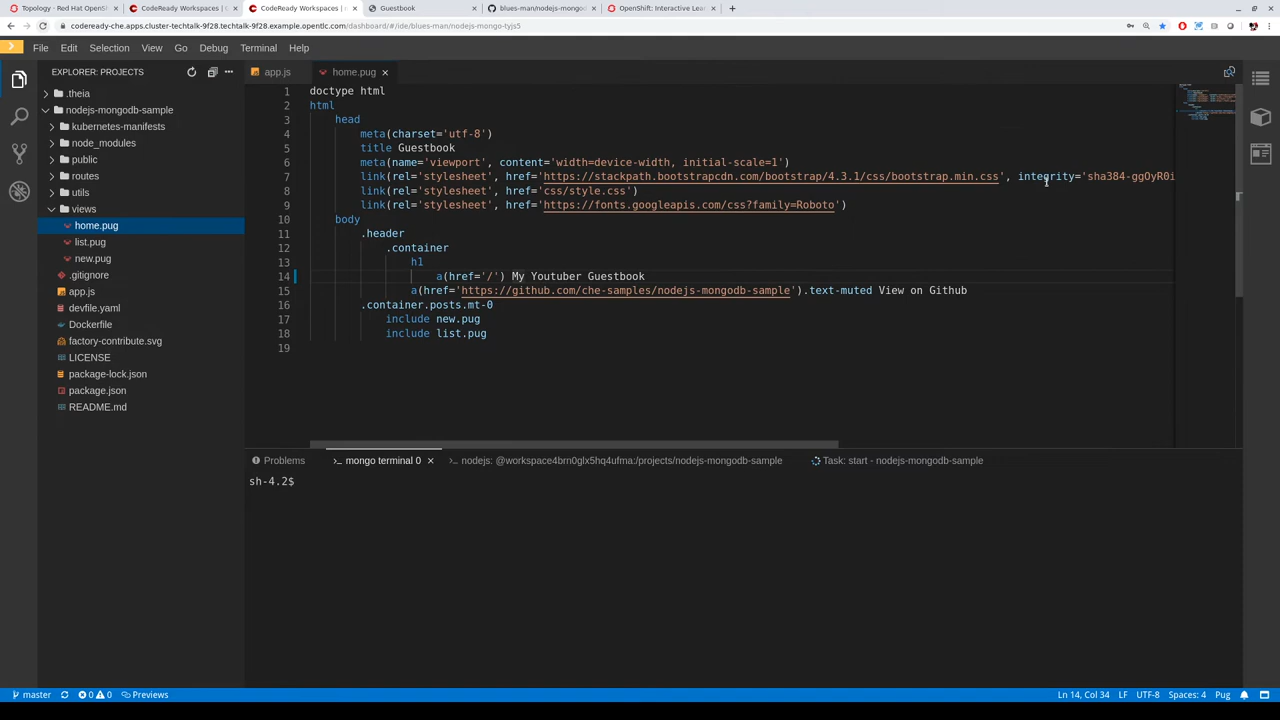 Topology - Red Hat OpenSh
CodeReady Workspaces |
CodeReady Workspaces |
Guestbook
blues-man/nodejs-mongo
OpenShift: Interactive Lea
codeready-che.apps.cluster-techtalk-9f28.techtalk-9f28.example.opentlc.com/dashboard/#/ide/blues-man/nodejs-mongo-tyjs5
File Edit Selection View Go Debug Terminal Help
EXPLORER: PROJECTS
.theia
nodejs-mongodb-sample
kubernetes-manifests
node_modules
public
routes
utils
views
home.pug
list.pug
new.pug
.gitignore
app.js
devfile.yaml
Dockerfile
factory-contribute.svg
LICENSE
package-lock.json
package.json
README.md
app.js home.pug
1 doctype html
2 html
3 head
4 meta(charset='utf-8')
5 title Guestbook
6 meta(name='viewport', content='width=device-width, initial-scale=1')
7 link(rel='stylesheet', href='https://stackpath.bootstrapcdn.com/bootstrap/4.3.1/css/bootstrap.min.css', integrity='sha384-ggOyR0i
8 link(rel='stylesheet', href='css/style.css')
9 link(rel='stylesheet', href='https://fonts.googleapis.com/css?family=Roboto')
10 body
11 .header
12 .container
13 h1
14 a(href='/') My Youtuber Guestbook
15 a(href='https://github.com/che-samples/nodejs-mongodb-sample').text-muted View on Github
16 .container.posts.mt-0
17 include new.pug
18 include list.pug
19
Problems >_ mongo terminal 0 >_ nodejs: @workspace4brn0glx5hq4ufma:/projects/nodejs-mongodb-sample Task: start - nodejs-mongodb-sample
sh-4.2$
master 0 0 Previews Ln 14, Col 34 LF UTF-8 Spaces: 4 Pug